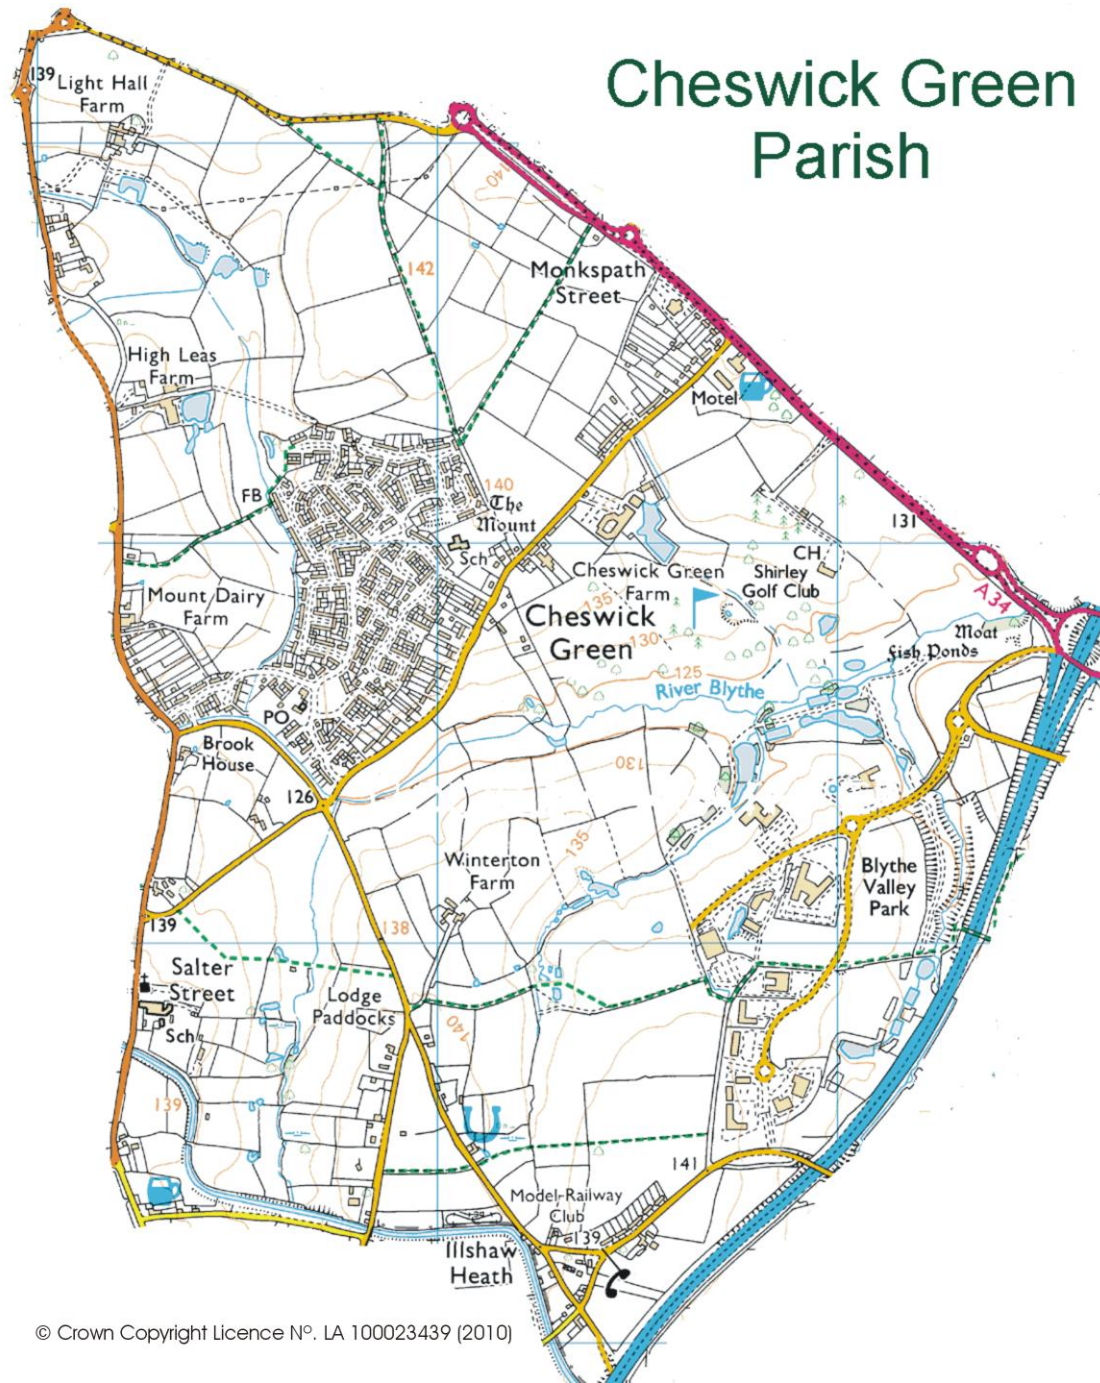 Cheswick Green
Parish
139
Light Hall
Farm
140
142
Monkspath
Street
High Leas
Farm
Motel
FB
140
The
Mount
Sch
131
CH
Shirley
Golf Club
Cheswick Green
Farm
135
Mount Dairy
Farm
Cheswick
Green
130
A34
Moat
Fish Ponds
125
River Blythe
PO
Brook
House
130
126
135
Winterton
Farm
Blythe
Valley
Park
139
138
Salter
Street
Sch
Lodge
Paddocks
140
139
141
Model Railway
Club
139
Illshaw
Heath
© Crown Copyright Licence Nº. LA 100023439 (2010)